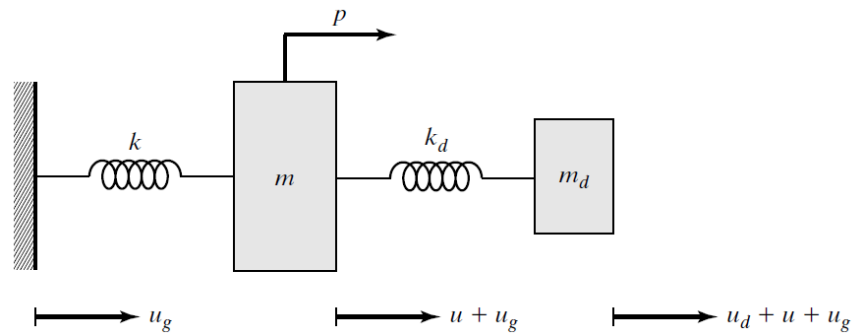 p
k
k_d
m
m_d
u_g
u + u_g
u_d + u + u_g